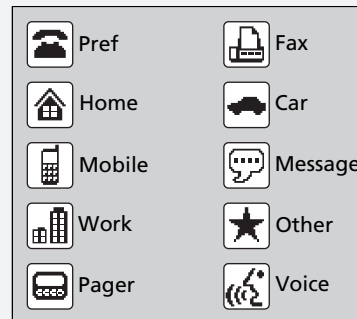 Pref
Fax
Home
Car
Mobile
Message
Work
Other
Pager
Voice